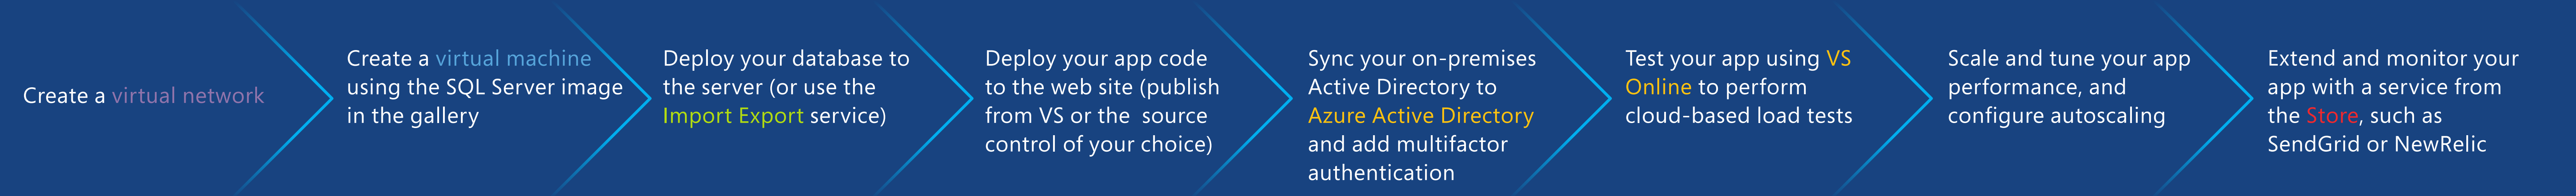 Create a virtual network
Create a virtual machine
using the SQL Server image
in the gallery
Deploy your database to
the server (or use the
Import Export service)
Deploy your app code
to the web site (publish
from VS or the  source
control of your choice)
Sync your on-premises
Active Directory to
Azure Active Directory
and add multifactor
authentication
Test your app using VS
Online to perform
cloud-based load tests
Scale and tune your app
performance, and
configure autoscaling
Extend and monitor your
app with a service from
the Store, such as
SendGrid or NewRelic